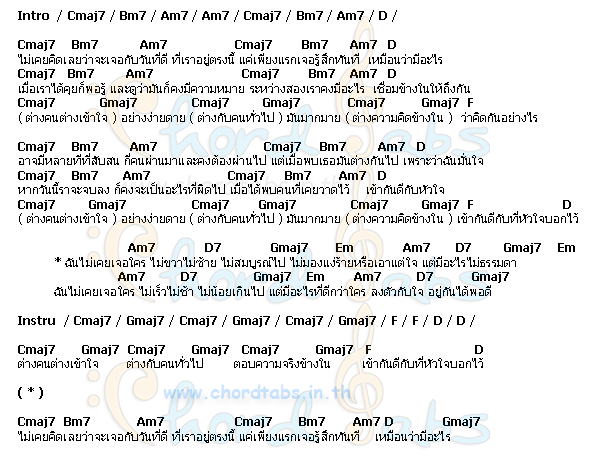 Intro / Cmaj7 / Bm7 / Am7 / Am7 / Cmaj7 / Bm7 / Am7 / D /
Cmaj7 Bm7 Am7 Cmaj7 Bm7 Am7 D
ไม่เคยคิดเลยว่าจะเจอกับวันที่ดี ที่เราอยู่ตรงนี้ แค่เพียงแรกเจอรู้สึกทันที เหมือนว่ามีอะไร
Cmaj7 Bm7 Am7 Cmaj7 Bm7 Am7 D
เมื่อเราได้คุยก็พอรู้ และดูว่ามันก็คงมีความหมาย ระหว่างสองเราคงมีอะไร เชื่อมข้างในให้ถึงกัน
Cmaj7 Gmaj7 Cmaj7 Gmaj7 Cmaj7 Gmaj7 F
( ต่างคนต่างเข้าใจ ) อย่างง่ายดาย ( ต่างกับคนทั่วไป ) มันมากมาย ( ต่างความคิดข้างใน ) ว่าคิดกันอย่างไร
Cmaj7 Bm7 Am7 Cmaj7 Bm7 Am7 D
อาจมีหลายทีที่สับสน ก็คนผ่านมาและคงต้องผ่านไป แต่เมื่อพบเธอมันต่างกันไป เพราะว่าฉันมั่นใจ
Cmaj7 Bm7 Am7 Cmaj7 Bm7 Am7 D
หากวันนี้เราจะจบลง ก็คงจะเป็นอะไรที่ผิดไป เมื่อได้พบคนที่เคยวาดไว้ เข้ากันดีกับหัวใจ
Cmaj7 Gmaj7 Cmaj7 Gmaj7 Cmaj7 Gmaj7 F D
( ต่างคนต่างเข้าใจ ) อย่างง่ายดาย ( ต่างกับคนทั่วไป ) มันมากมาย ( ต่างความคิดข้างใน ) เข้ากันดีกับที่หัวใจบอกไว้
Am7 D7 Gmaj7 Em Am7 D7 Gmaj7 Em
* ฉันไม่เคยเจอใคร ไม่ขวาไม่ซ้าย ไม่สมบูรณ์ไป ไม่มองแง่ร้ายหรือเอาแต่ใจ แต่มีอะไรไม่ธรรมดา
Am7 D7 Gmaj7 Em Am7 D7 Gmaj7
ฉันไม่เคยเจอใคร ไม่เร็วไม่ช้า ไม่น้อยเกินไป แต่มีอะไรที่ดีกว่าใคร ลงตัวกับใจ อยู่กันได้พอดี
Instru / Cmaj7 / Gmaj7 / Cmaj7 / Gmaj7 / Cmaj7 / Gmaj7 / F / F / D / D /
Cmaj7 Gmaj7 Cmaj7 Gmaj7 Cmaj7 Gmaj7 F D
ต่างคนต่างเข้าใจ ต่างกับคนทั่วไป ตอบความจริงข้างใน เข้ากันดีกับที่หัวใจบอกไว้
www.chordtabs.in.th
( * )
Cmaj7 Bm7 Am7 Cmaj7 Bm7 Am7 D Gmaj7
ไม่เคยคิดเลยว่าจะเจอกับวันที่ดี ที่เราอยู่ตรงนี้ แค่เพียงแรกเจอรู้สึกทันที เหมือนว่ามีอะไร